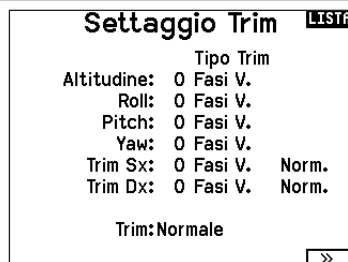 Settaggio Trim LISTA
Tipo Trim
Altitudine: 0 Fasi V.
Roll: 0 Fasi V.
Pitch: 0 Fasi V.
Yaw: 0 Fasi V.
Trim Sx: 0 Fasi V. Norm.
Trim Dx: 0 Fasi V. Norm.
Trim: Normale
>>